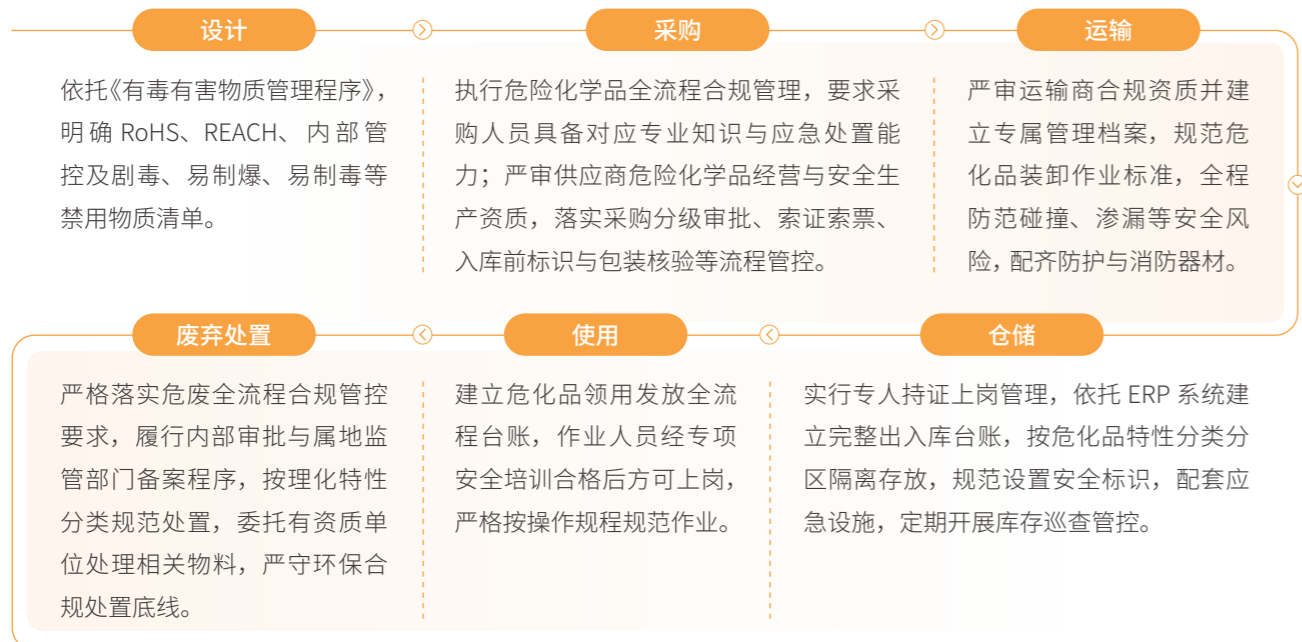 设计
依托《有毒有害物质管理程序》，
明确 RoHS、REACH、内部管
控及剧毒、易制爆、易制毒等
禁用物质清单。
采购
执行危险化学品全流程合规管理，要求采
购人员具备对应专业知识与应急处置能
力；严审供应商危险化学品经营与安全生
产资质，落实采购分级审批、索证索票、
入库前标识与包装核验等流程管控。
运输
严审运输商合规资质并建
立专属管理档案，规范危
化品装卸作业标准，全程
防范碰撞、渗漏等安全风
险，配齐防护与消防器材。
仓储
实行专人持证上岗管理，依托 ERP 系统建
立完整出入库台账，按危化品特性分类分
区隔离存放，规范设置安全标识，配套应
急设施，定期开展库存巡查管控。
使用
建立危化品领用发放全流
程台账，作业人员经专项
安全培训合格后方可上岗，
严格按操作规程规范作业。
废弃处置
严格落实危废全流程合规管控
要求，履行内部审批与属地监
管部门备案程序，按理化特性
分类规范处置，委托有资质单
位处理相关物料，严守环保合
规处置底线。